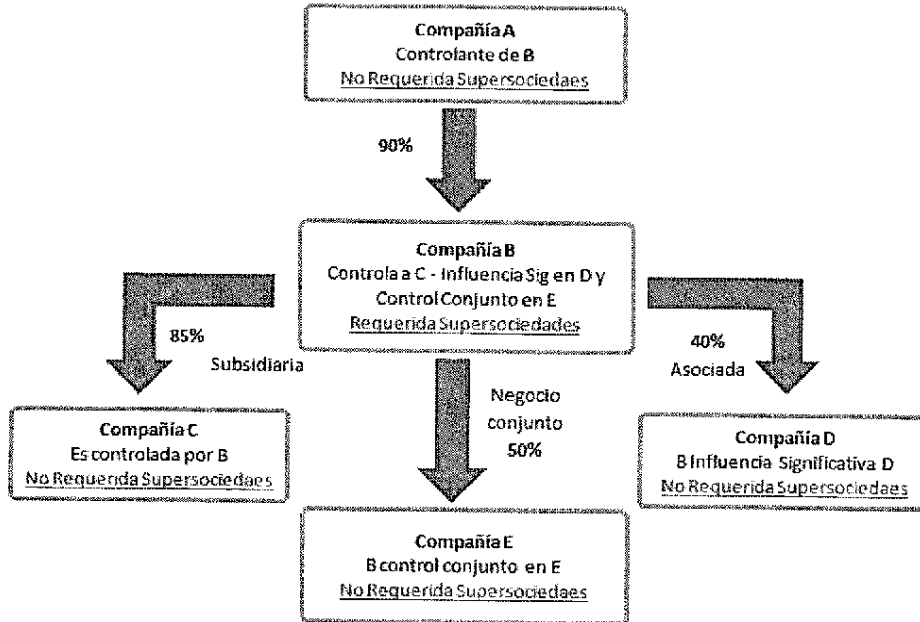 Compañía A
Controlante de B
No Requerida Supersociedaes
90%
Compañía B
Controla a C - Influencia Sig en D y
Control Conjunto en E
Requerida Supersociedades
85%
Subsidiaria
40%
Asociada
Negocio
conjunto
50%
Compañía C
Es controlada por B
No Requerida Supersociedaes
Compañía D
B Influencia Significativa D
No Requerida Supersociedaes
Compañía E
B control conjunto en E
No Requerida Supersociedaes